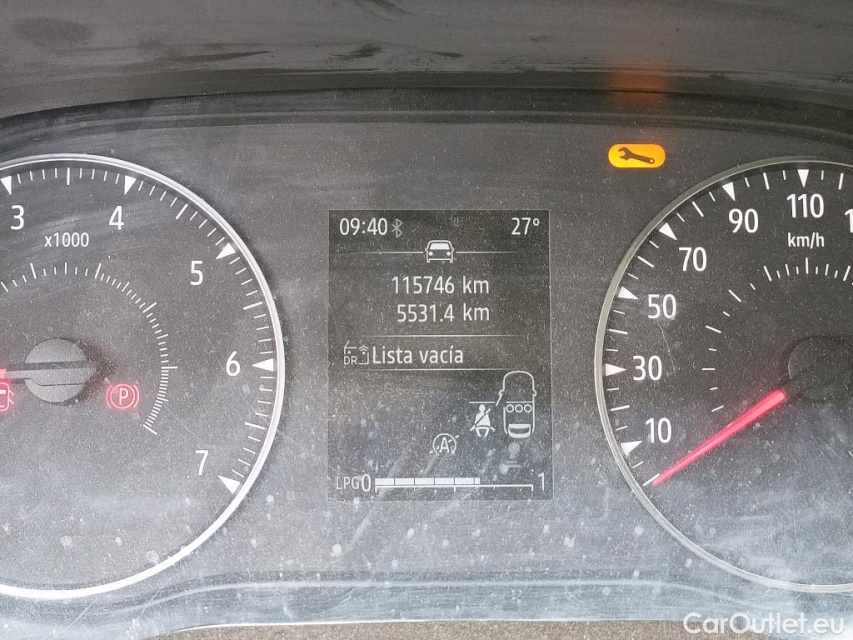 3
4
5
6
7
x1000
P
09:40
27°
115746 km
5531.4 km
DR Lista vacía
A
LPG 0 1
10
30
50
70
90
110
km/h
CarOutlet.eu